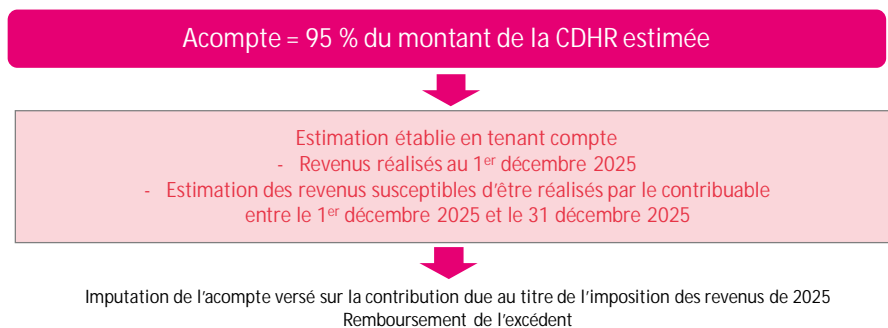 Acompte = 95 % du montant de la CDHR estimée
Estimation établie en tenant compte
- Revenus réalisés au 1er décembre 2025
- Estimation des revenus susceptibles d'être réalisés par le contribuable
entre le 1er décembre 2025 et le 31 décembre 2025
Imputation de l'acompte versé sur la contribution due au titre de l'imposition des revenus de 2025
Remboursement de l'excédent